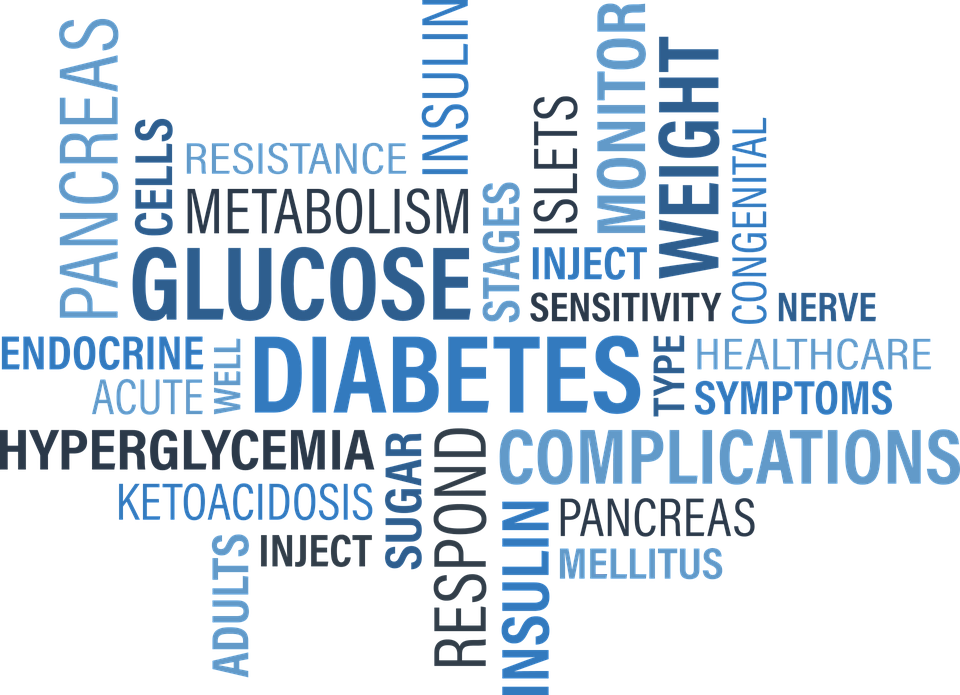 PANCREAS
CELLS
RESISTANCE
INSULIN
METABOLISM
GLUCOSE
STAGES
ISLETS
MONITOR
WEIGHT
CONGENITAL
INJECT
SENSITIVITY
NERVE
ENDOCRINE
ACUTE
WELL
DIABETES
TYPE
HEALTHCARE
SYMPTOMS
HYPERGLYCEMIA
KETOACIDOSIS
SUGAR
RESPOND
COMPLICATIONS
ADULTS
INJECT
INSULIN
PANCREAS
MELLITUS